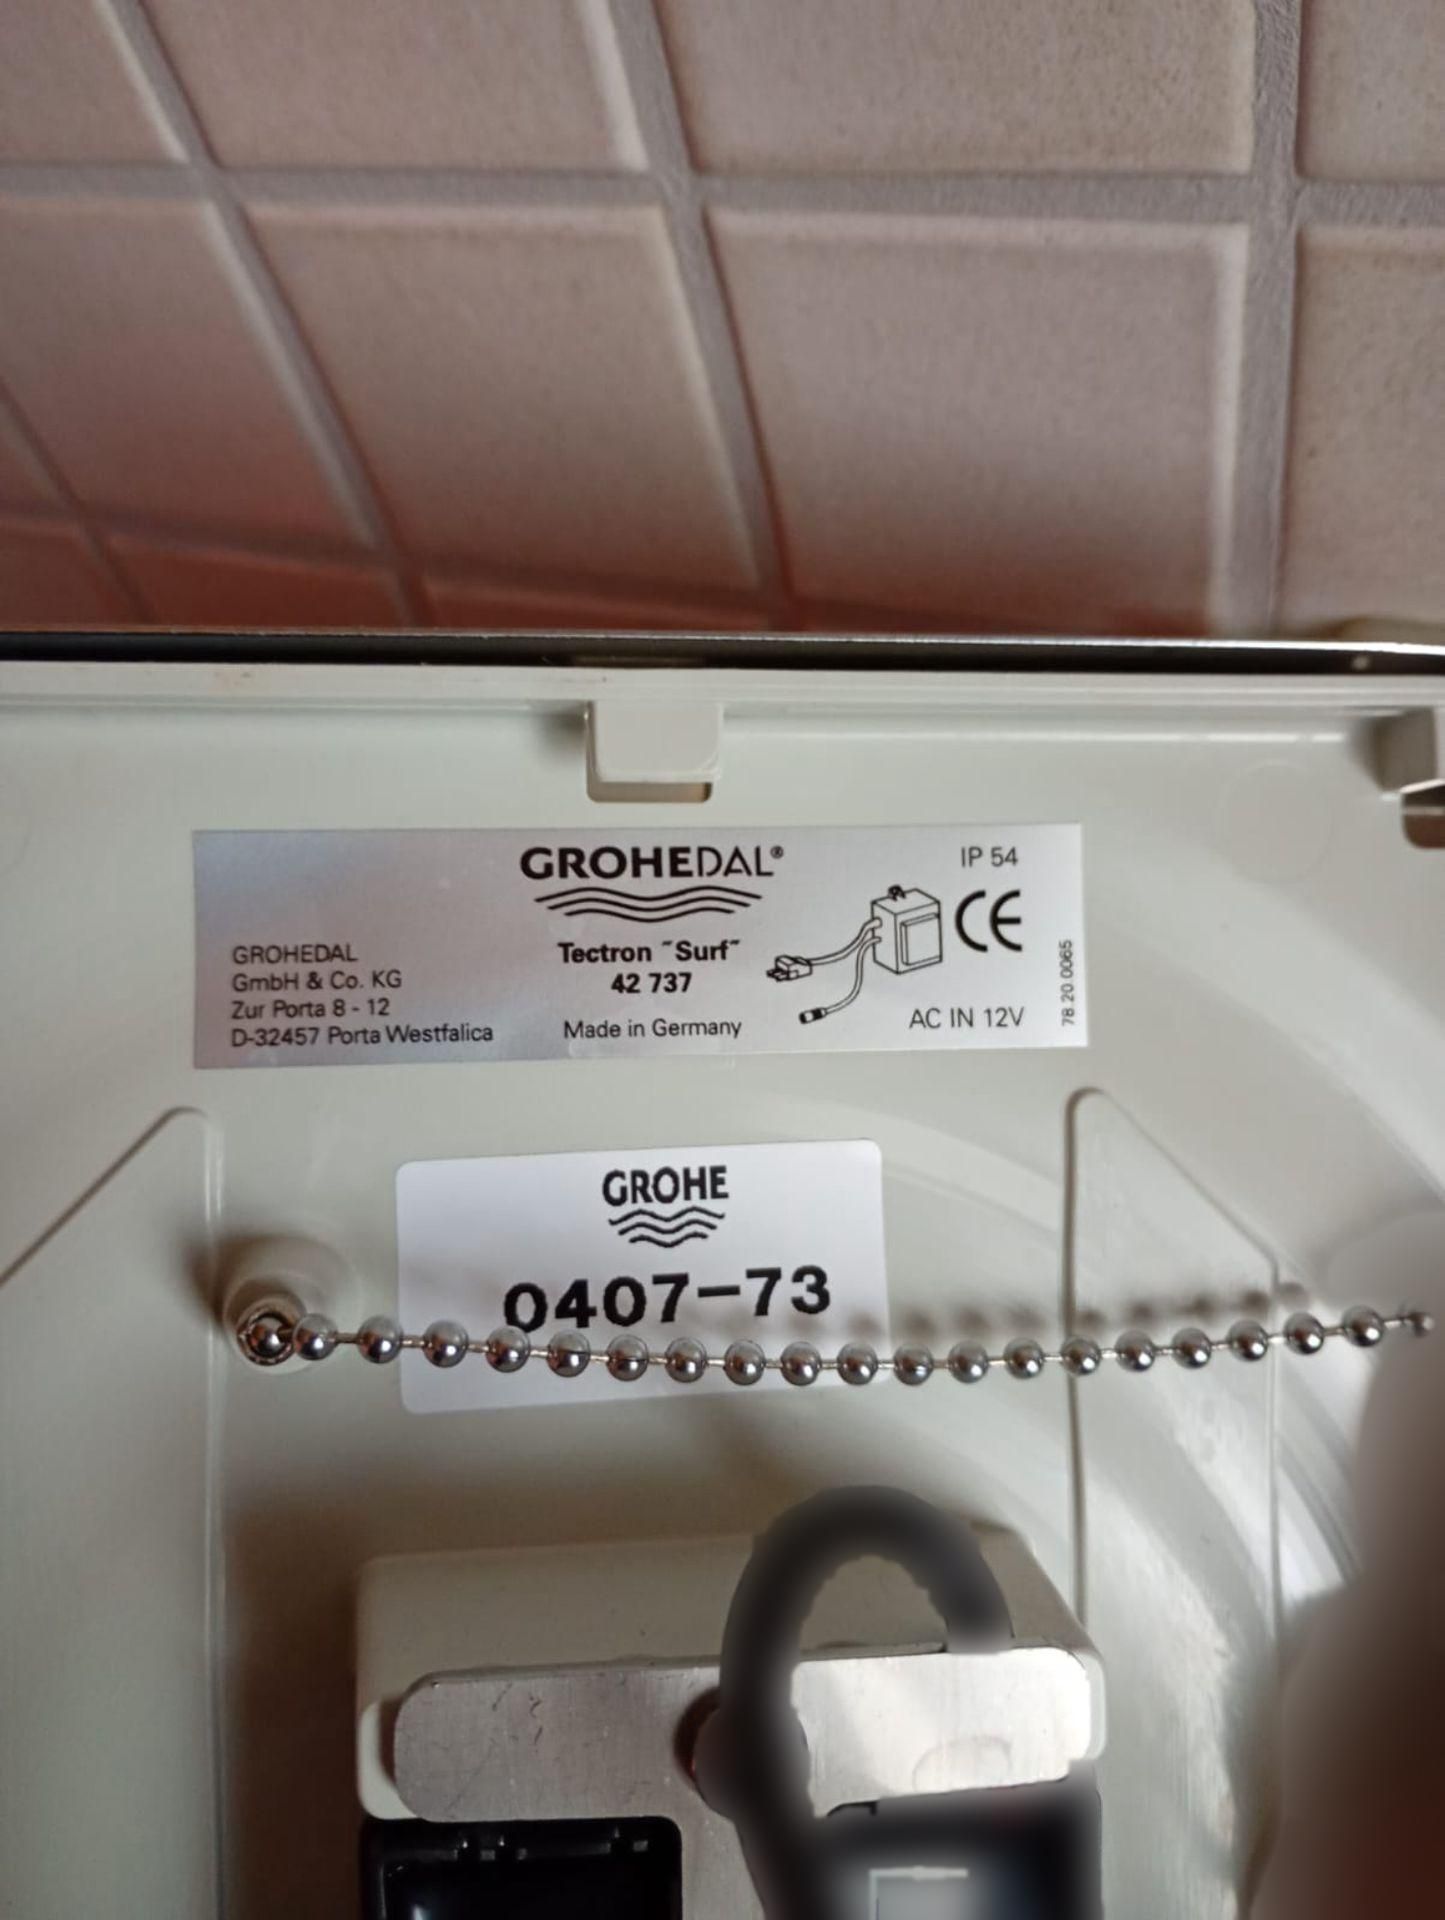 GROHEDAL®
IP 54
CE
GROHEDAL
GmbH & Co. KG
Zur Porta 8 - 12
D-32457 Porta Westfalica
Tectron "Surf"
42 737
Made in Germany
AC IN 12V
78.20.0065
GROHE
0407-73